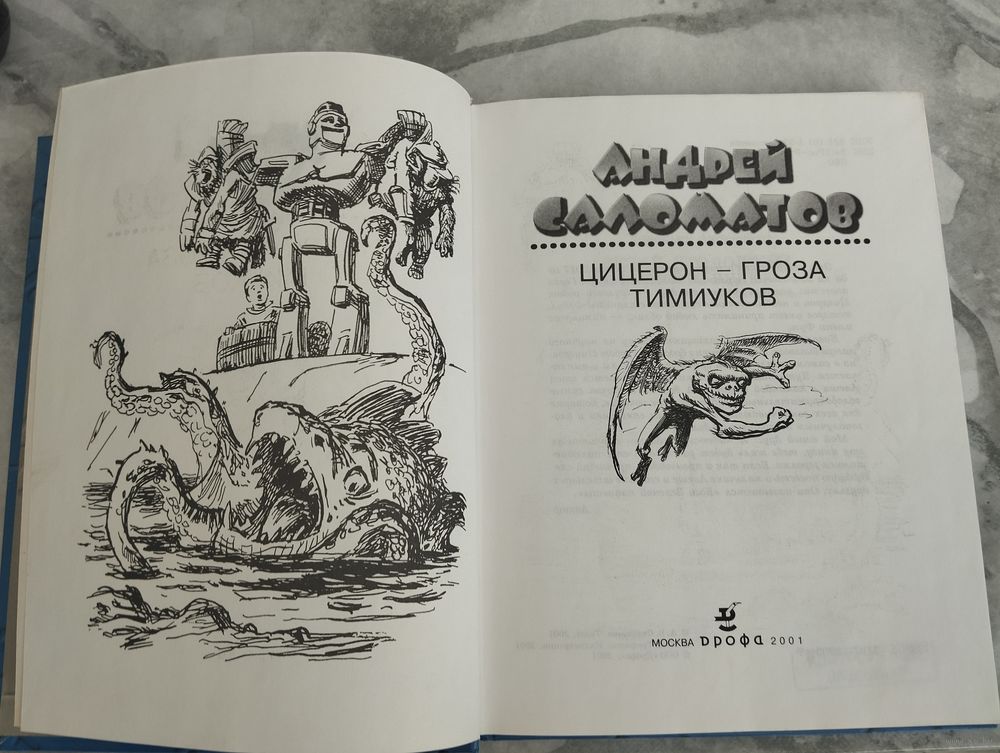 АНДРЕЙ
САЛОМАТОВ
ЦИЦЕРОН – ГРОЗА
ТИМИУКОВ
МОСКВА дрофа 2001